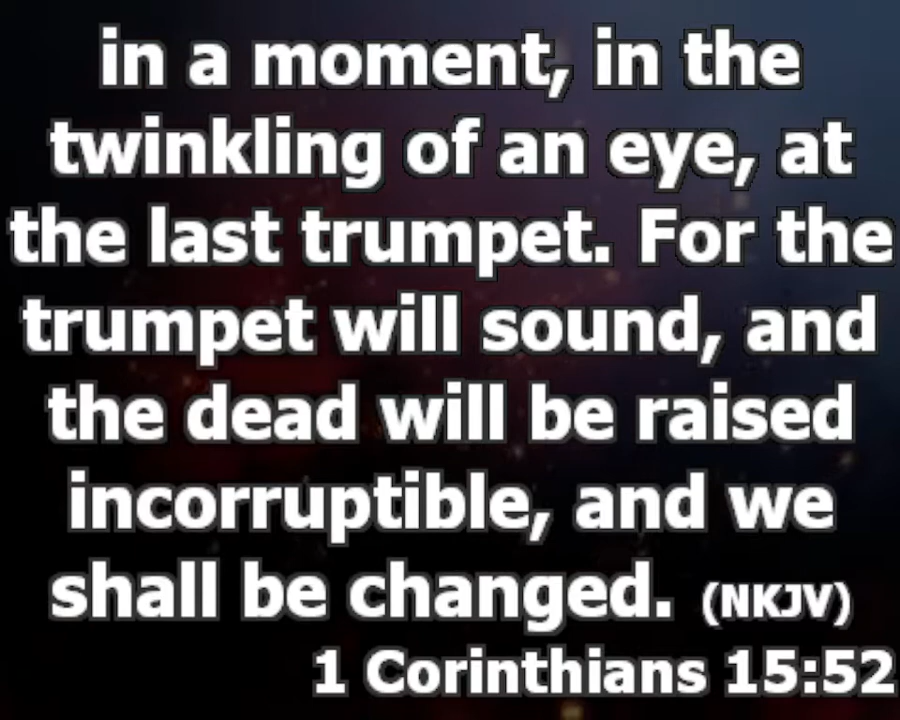 in a moment, in the
twinkling of an eye, at
the last trumpet. For the
trumpet will sound, and
the dead will be raised
incorruptible, and we
shall be changed. (NKJV)
1 Corinthians 15:52